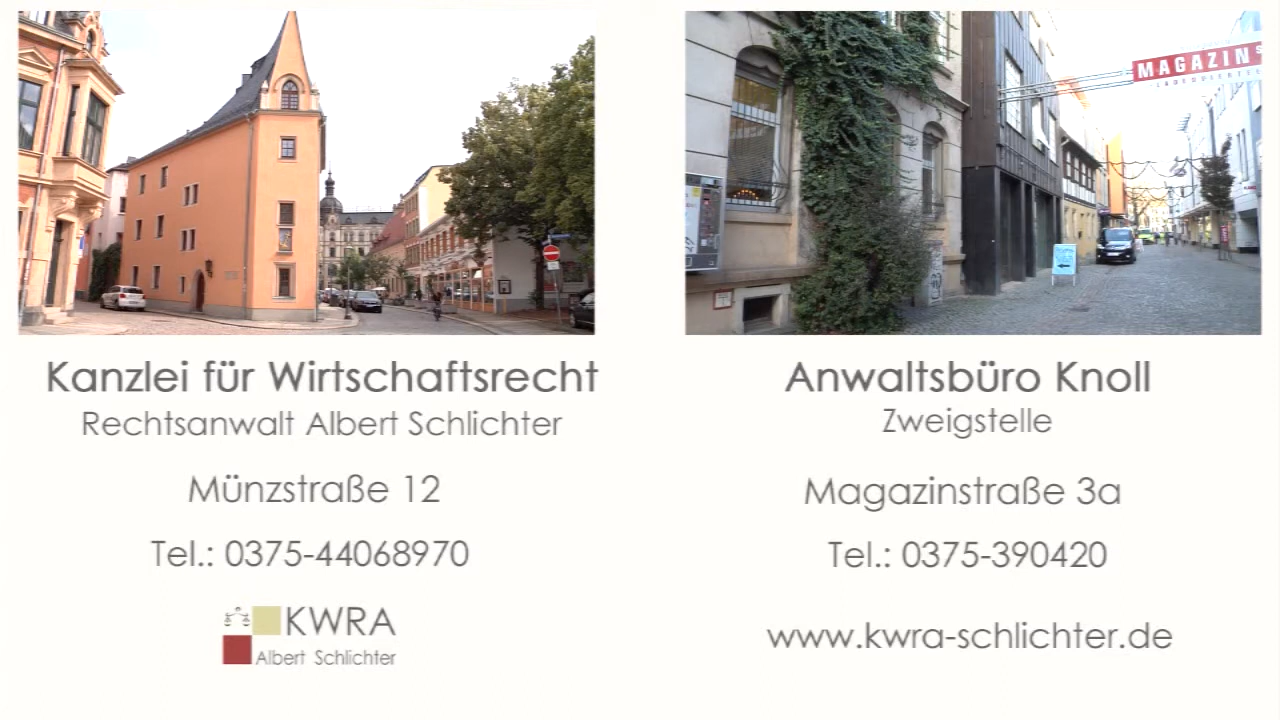 MAGAZIN
Kanzlei für Wirtschaftsrecht
Rechtsanwalt Albert Schlichter
Münzstraße 12
Tel.: 0375-44068970
KWRA
Albert Schlichter
Anwaltsbüro Knoll
Zweigstelle
Magazinstraße 3a
Tel.: 0375-390420
www.kwra-schlichter.de